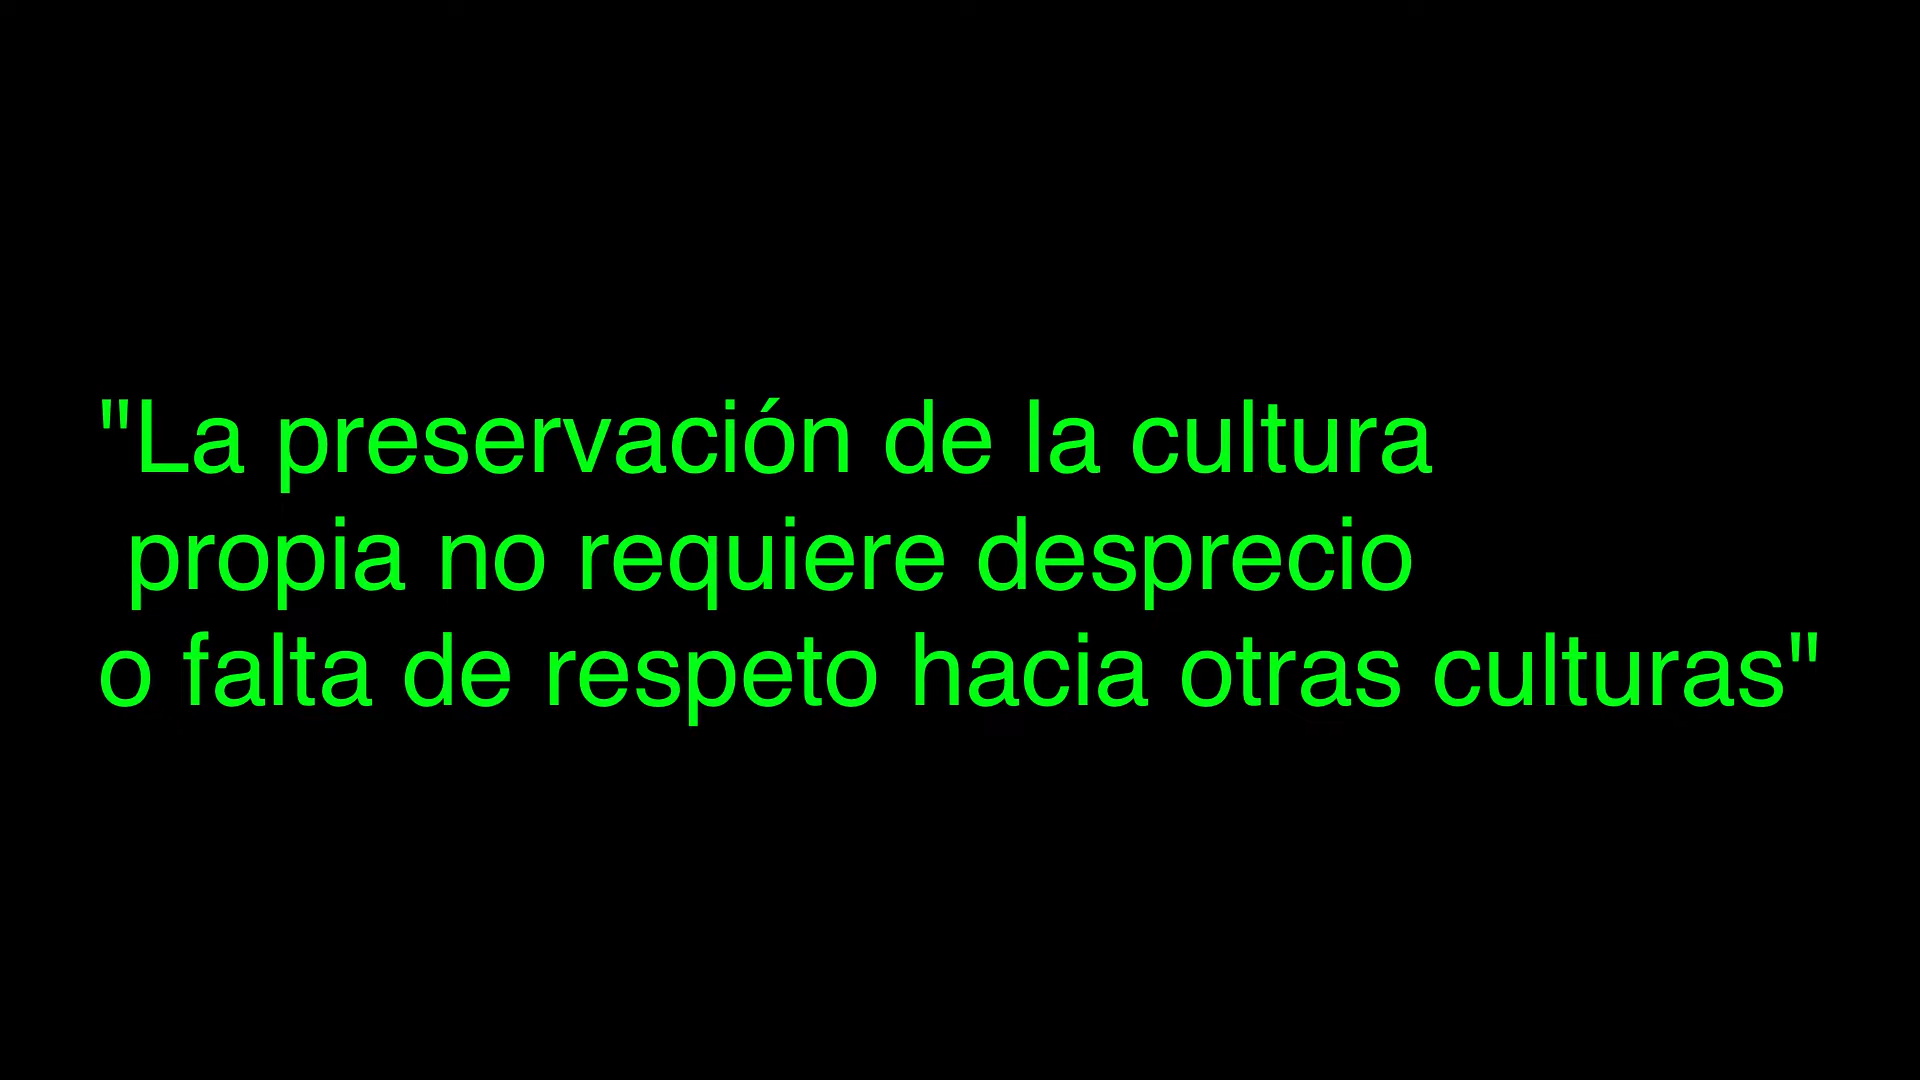 "La preservación de la cultura
propia no requiere desprecio
o falta de respeto hacia otras culturas"